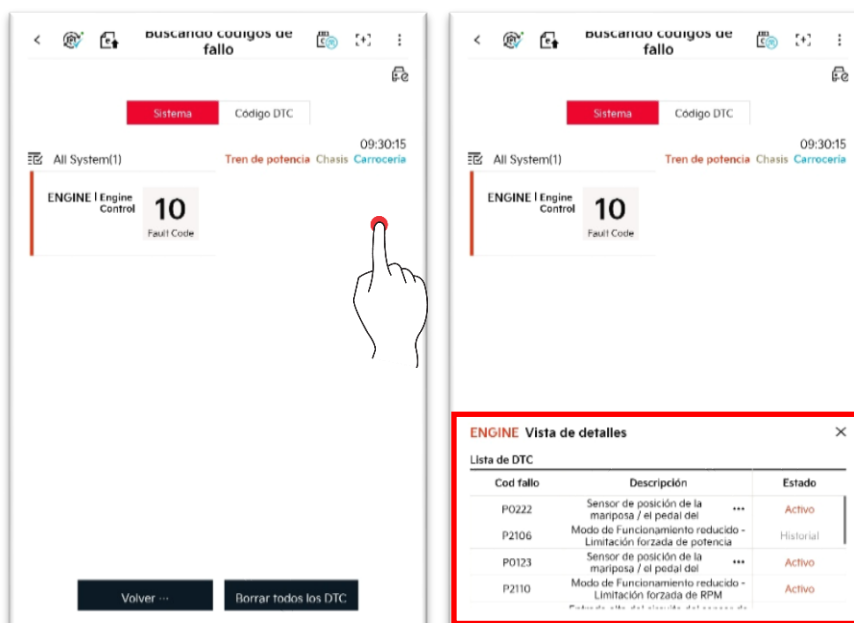 Buscando códigos de
fallo
Sistema
Código DTC
09:30:15
All System(1)
Tren de potencia Chasis Carrocería
ENGINE | Engine
Control
10
Fault Code
Volver ···
Borrar todos los DTC
Buscando códigos de
fallo
Sistema
Código DTC
09:30:15
All System(1)
Tren de potencia Chasis Carrocería
ENGINE | Engine
Control
10
Fault Code
ENGINE Vista de detalles
Lista de DTC
Cod fallo Descripción Estado
P0222 Sensor de posición de la
mariposa / el pedal del ··· Activo
P2106 Modo de Funcionamiento reducido -
Limitación forzada de potencia Historial
P0123 Sensor de posición de la
mariposa / el pedal del ··· Activo
P2110 Modo de Funcionamiento reducido -
Limitación forzada de RPM Activo